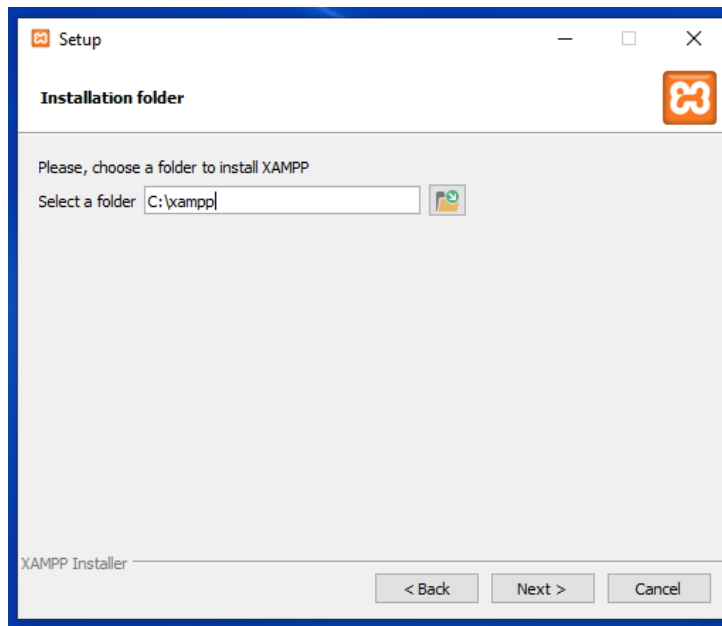 Setup
Installation folder
Please, choose a folder to install XAMPP
Select a folder C:\xampp
XAMPP Installer
< Back Next > Cancel